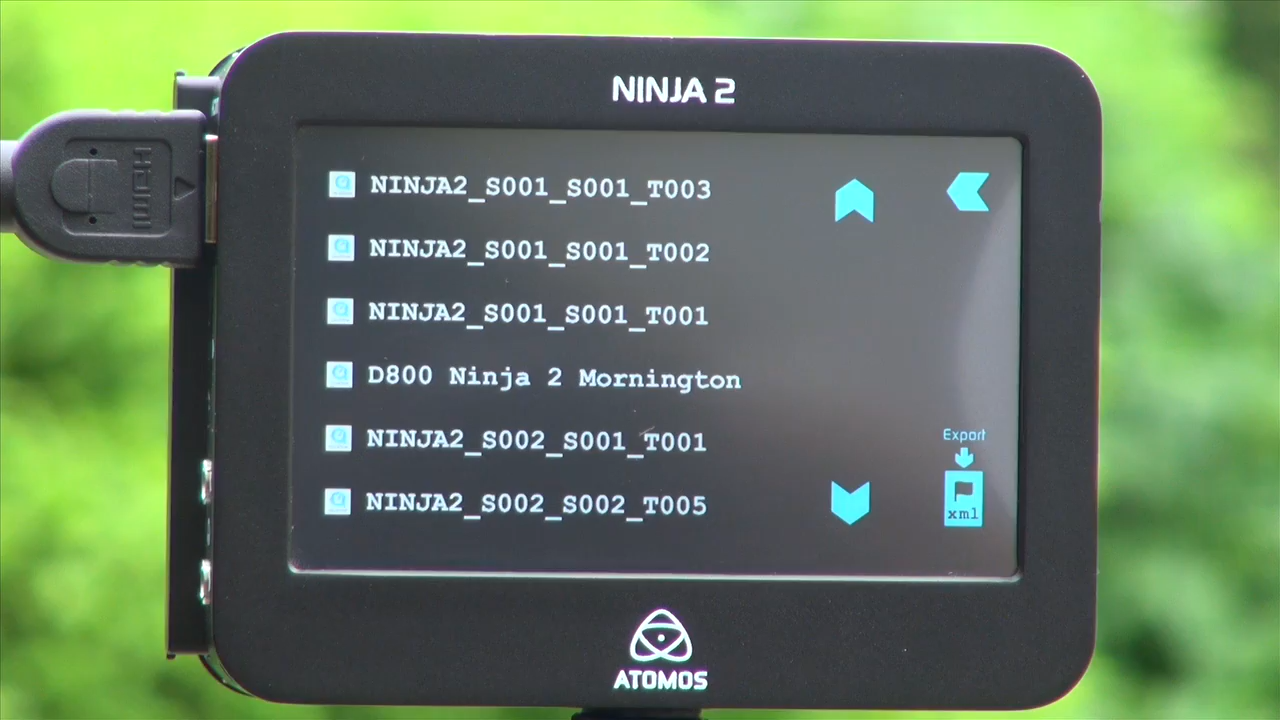 NINJA 2
HDMI
NINJA2_S001_S001_T003
NINJA2_S001_S001_T002
NINJA2_S001_S001_T001
D800 Ninja 2 Mornington
NINJA2_S002_S001_T001
NINJA2_S002_S002_T005
Export
xml
ATOMOS